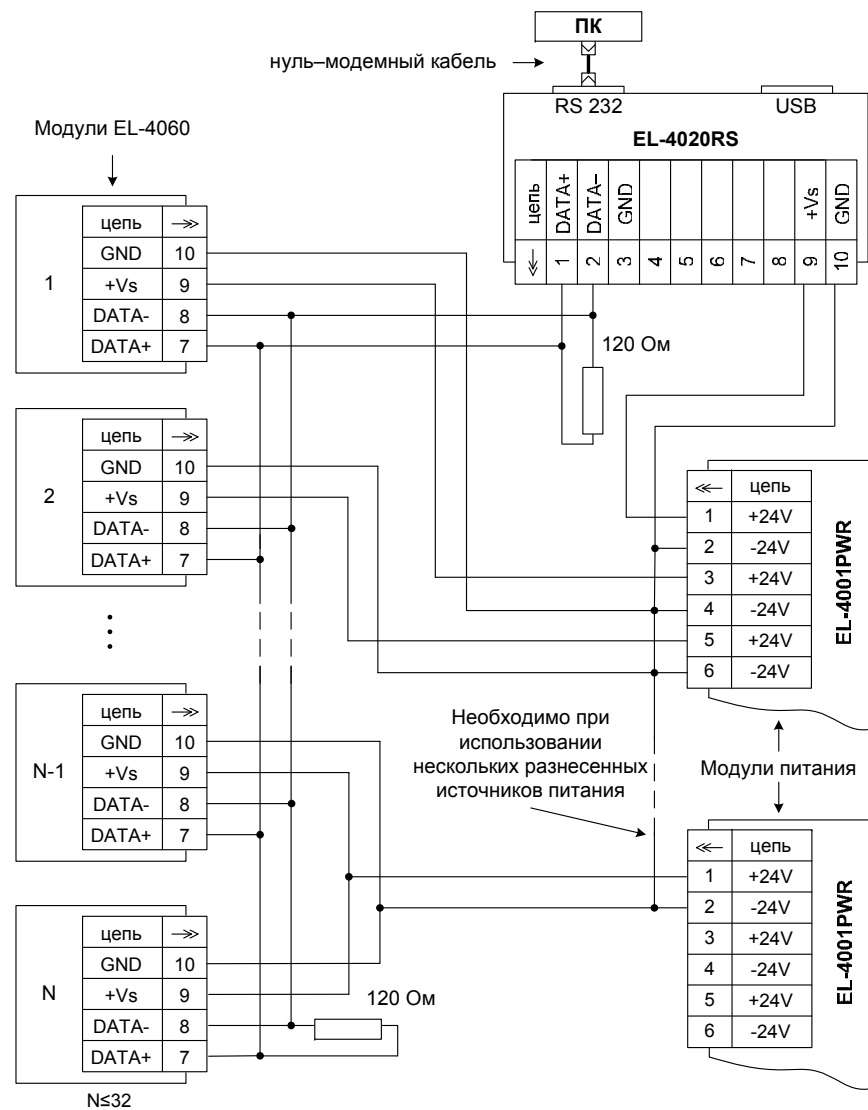 ПК
нуль–модемный кабель
RS 232 USB
EL-4020RS
цепь DATA+ DATA– GND +Vs GND
1 2 3 4 5 6 7 8 9 10
Модули EL-4060
1
цепь
GND 10
+Vs 9
DATA- 8
DATA+ 7
120 Ом
2
цепь
GND 10
+Vs 9
DATA- 8
DATA+ 7
цепь
1 +24V
2 -24V
3 +24V
4 -24V
5 +24V
6 -24V
EL-4001PWR
N-1
цепь
GND 10
+Vs 9
DATA- 8
DATA+ 7
Необходимо при
использовании
нескольких разнесенных
источников питания
Модули питания
цепь
1 +24V
2 -24V
3 +24V
4 -24V
5 +24V
6 -24V
EL-4001PWR
N
цепь
GND 10
+Vs 9
DATA- 8
DATA+ 7
120 Ом
N≤32